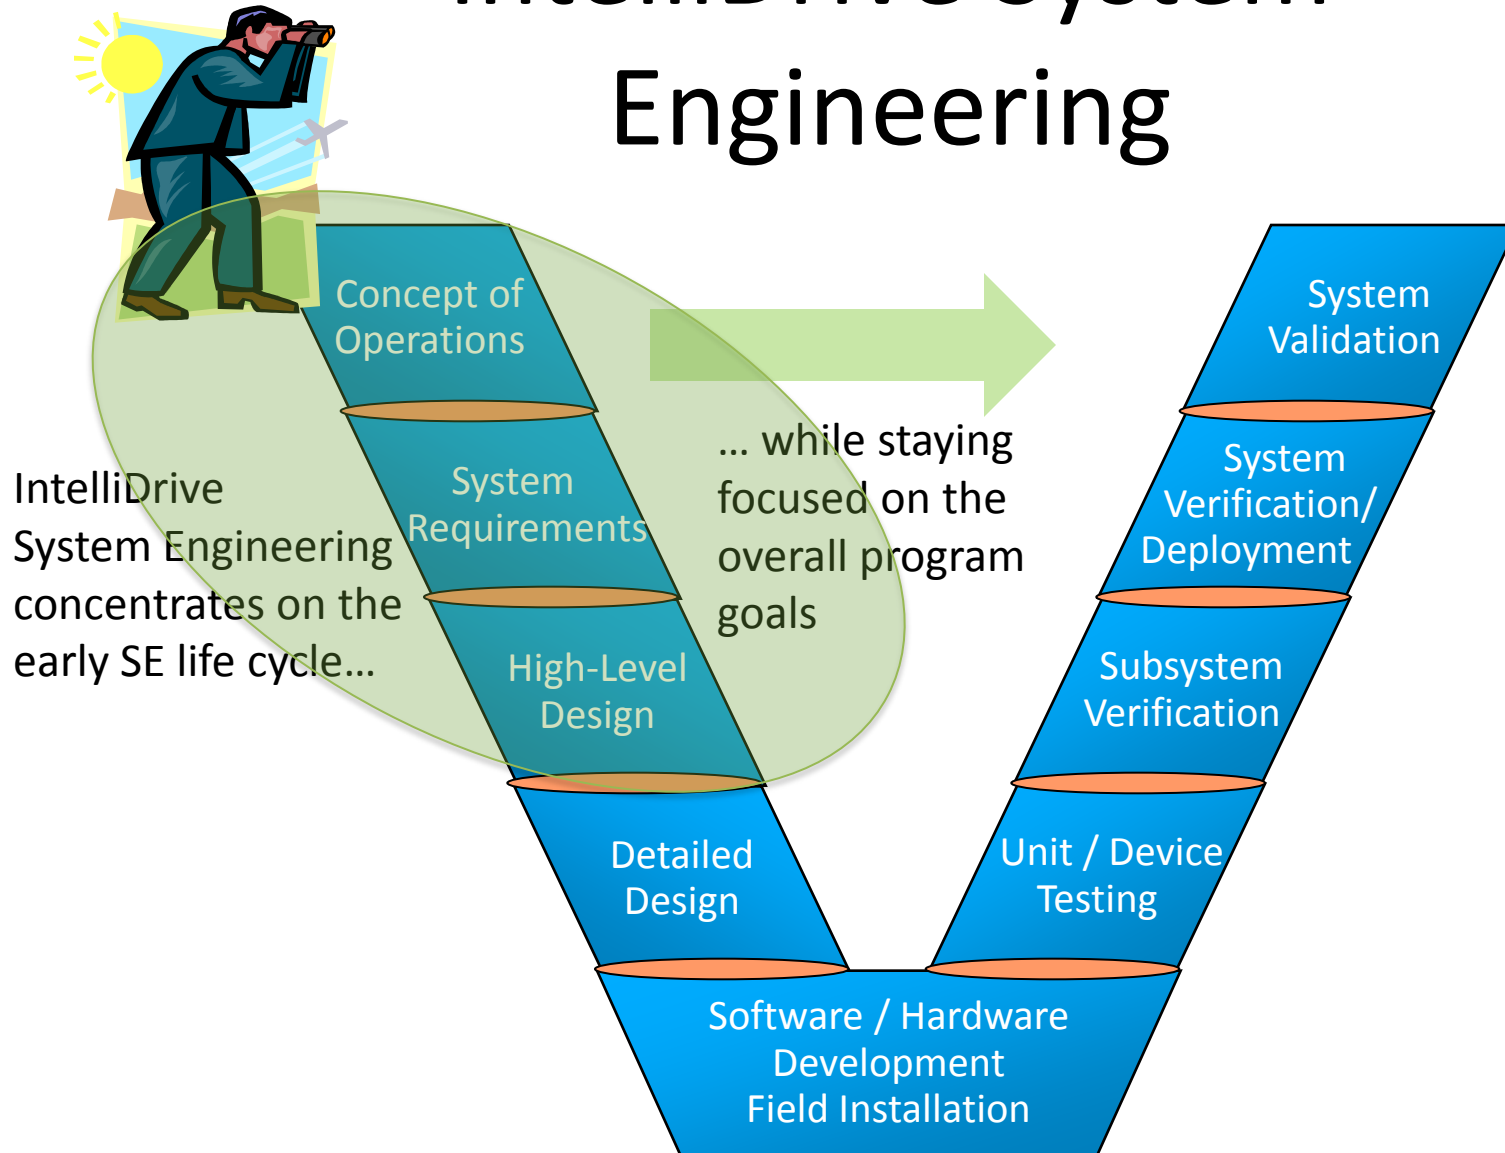 IntelliDrive System
Engineering
Concept of
Operations
System
Requirements
High-Level
Design
Detailed
Design
Software / Hardware
Development
Field Installation
Unit / Device
Testing
Subsystem
Verification
System
Verification/
Deployment
System
Validation
IntelliDrive
System Engineering
concentrates on the
early SE life cycle…
… while staying
focused on the
overall program
goals